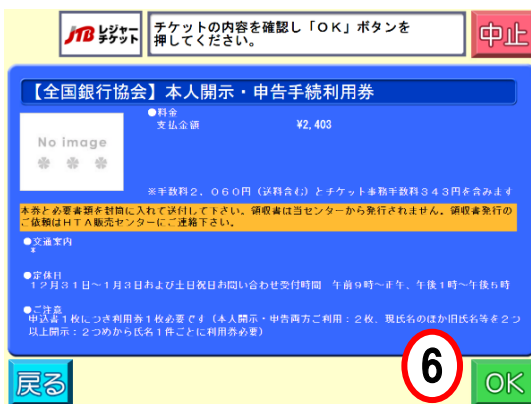 JTB レジャーチケット
チケットの内容を確認し「OK」ボタンを
押してください。
中止
【全国銀行協会】本人開示・申告手続利用券
●料金
支払金額 ¥2,403
No image
※手数料2，060円（送料含む）とチケット事務手数料343円を含みます
本券と必要書類を封筒に入れて送付して下さい。領収書は当センターから発行されません。領収書発行の
ご依頼はHTA販売センターにご連絡下さい。
●交通案内
*
●定休日
12月31日～1月3日および土日祝日お問い合わせ受付時間　午前9時～正午、午後1時～午後5時
●ご注意
申込書1枚につき利用券1枚必要です（本人開示・申告両方ご利用：2枚、現氏名のほか旧氏名等を2つ
以上開示：2つめから氏名1件ごとに利用券必要）
戻る
6
OK